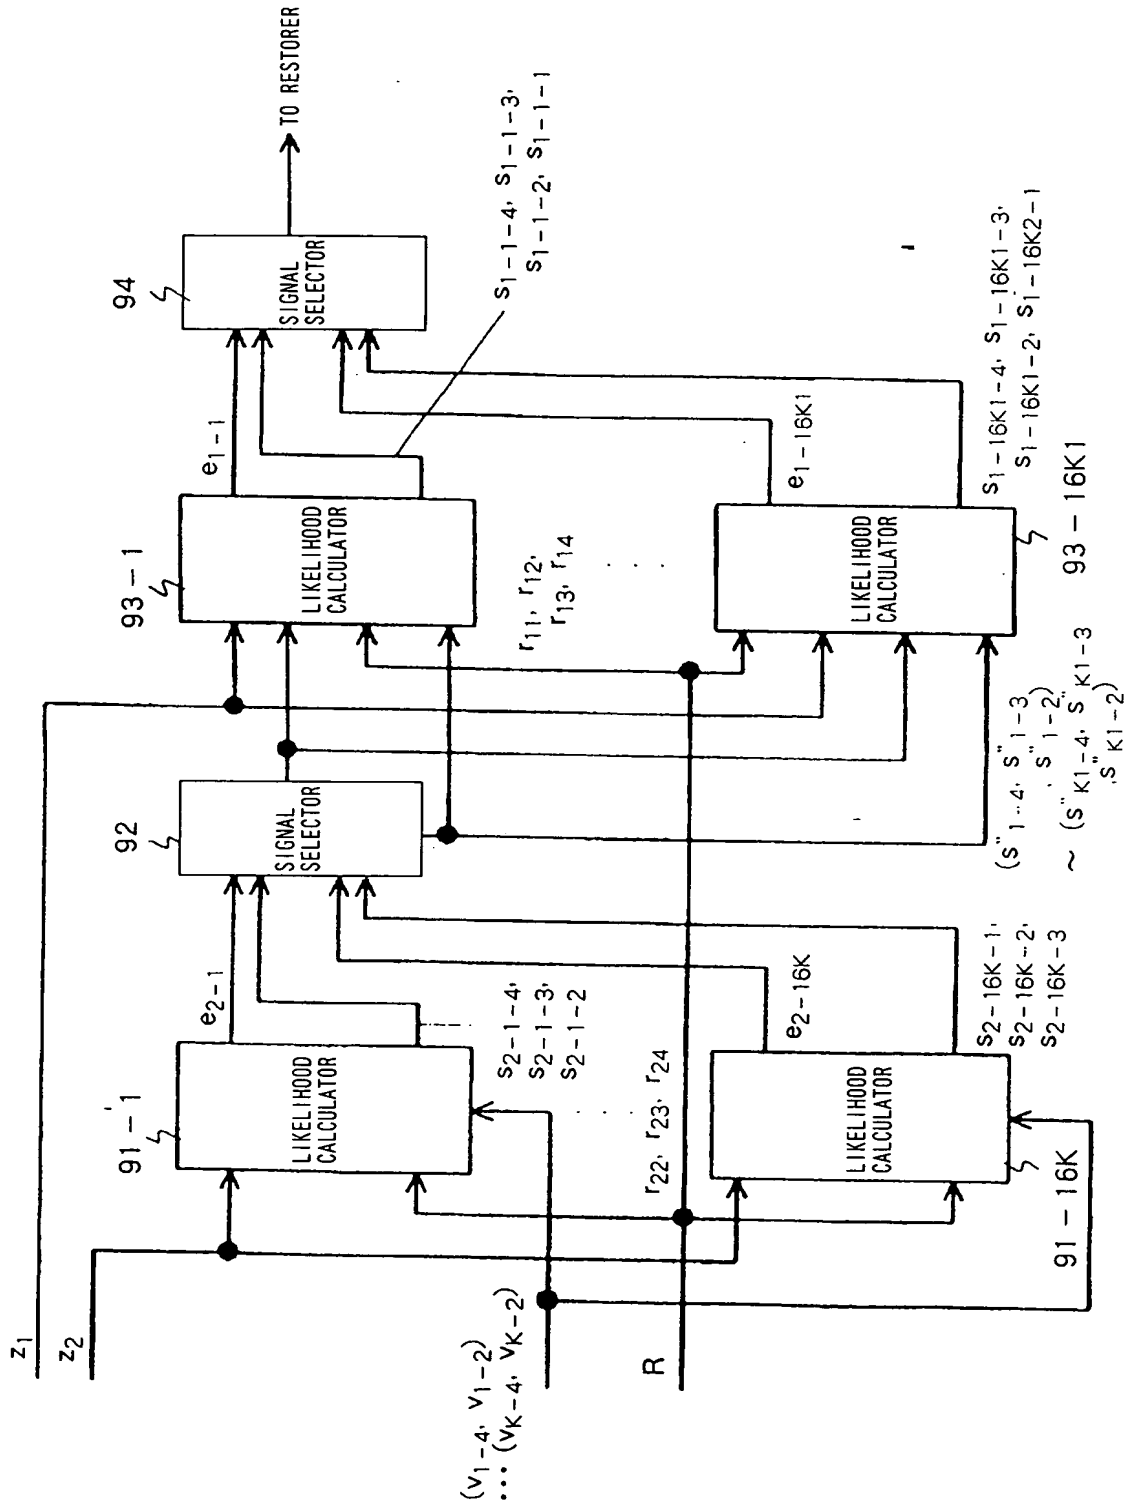 z1
z2
(v1-4, v1-2)
.... (vK-4, vK-2)
R
91-1
LIKELIHOOD
CALCULATOR
e2-1
s2-1-4,
s2-1-3,
s2-1-2
r22, r23, r24
LIKELIHOOD
CALCULATOR
91-16K
e2-16K
s2-16K-1,
s2-16K-2,
s2-16K-3
92
SIGNAL
SELECTOR
(s"1-4, s"1-3
, s"1-2)
~ (s"K1-4, s"K1-3
,s"K1-2)
93-1
LIKELIHOOD
CALCULATOR
r11, r12,
r13, r14
e1-1
LIKELIHOOD
CALCULATOR
93-16K1
e1-16K1
s1-16K1-4, s1-16K1-3,
s1-16K1-2, s1-16K2-1
94
SIGNAL
SELECTOR
s1-1-4, s1-1-3,
s1-1-2, s1-1-1
TO RESTORER